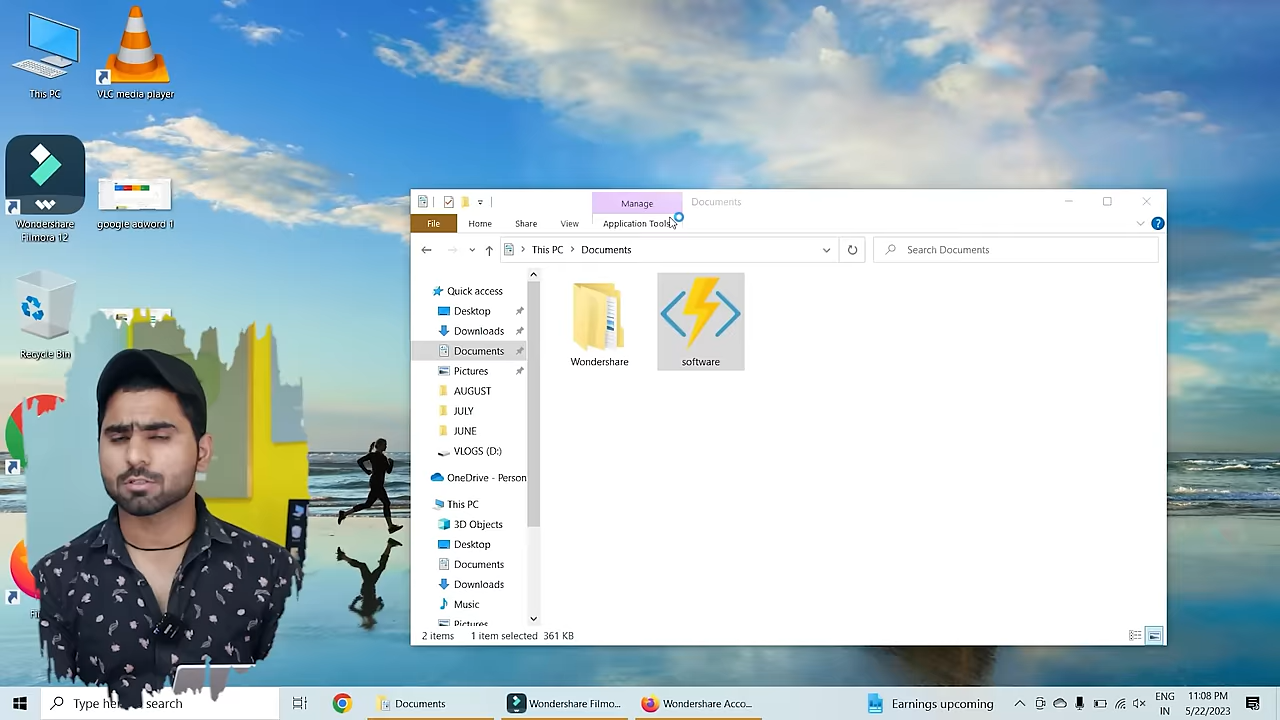 This PC
VLC media player
Wondershare
Filmora 12
google adword 1
Recycle Bin
Manage
Documents
File
Home
Share
View
Application Tools
This PC
Documents
Search Documents
Quick access
Desktop
Downloads
Documents
Pictures
AUGUST
JULY
JUNE
VLOGS (D:)
OneDrive - Person
This PC
3D Objects
Desktop
Documents
Downloads
Music
Pictures
Wondershare
software
2 items
1 item selected 361 KB
search
Documents
Wondershare Filmo...
Wondershare Acco...
Earnings upcoming
ENG
IN
11:08 PM
5/22/2023